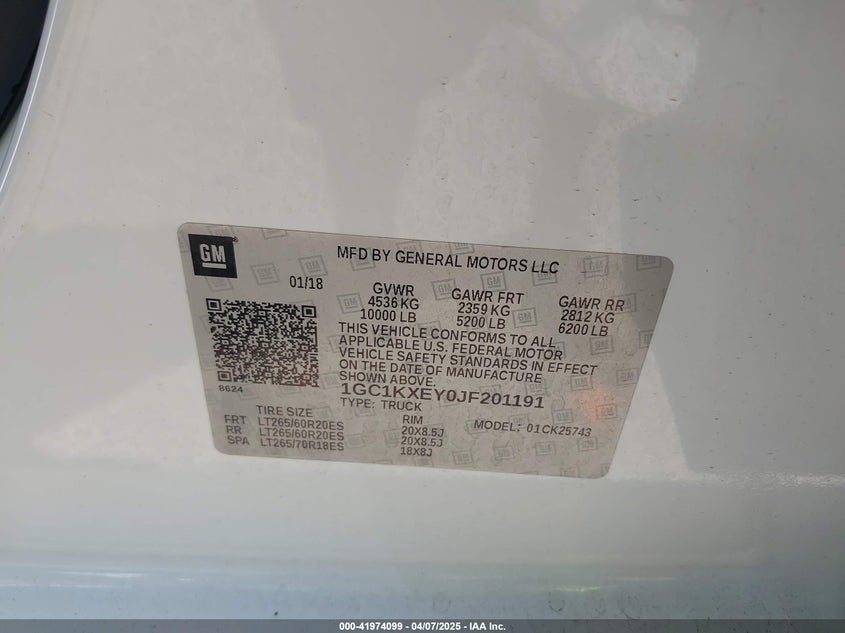 GM
MFD BY GENERAL MOTORS LLC
01/18
GVWR
4536 KG
10000 LB
GAWR FRT
2359 KG
5200 LB
GAWR RR
2812 KG
6200 LB
THIS VEHICLE CONFORMS TO ALL
APPLICABLE U.S. FEDERAL MOTOR
VEHICLE SAFETY STANDARDS IN EFFECT
ON THE DATE OF MANUFACTURE
SHOWN ABOVE.
8624
1GC1KXEY0JF201191
TYPE: TRUCK
MODEL: 01CK25743
TIRE SIZE RIM
FRT LT265/60R20ES 20X8.5J
RR LT265/60R20ES 20X8.5J
SPA LT265/70R18ES 18X8J
000-41974099 - 04/07/2025 - IAA Inc.